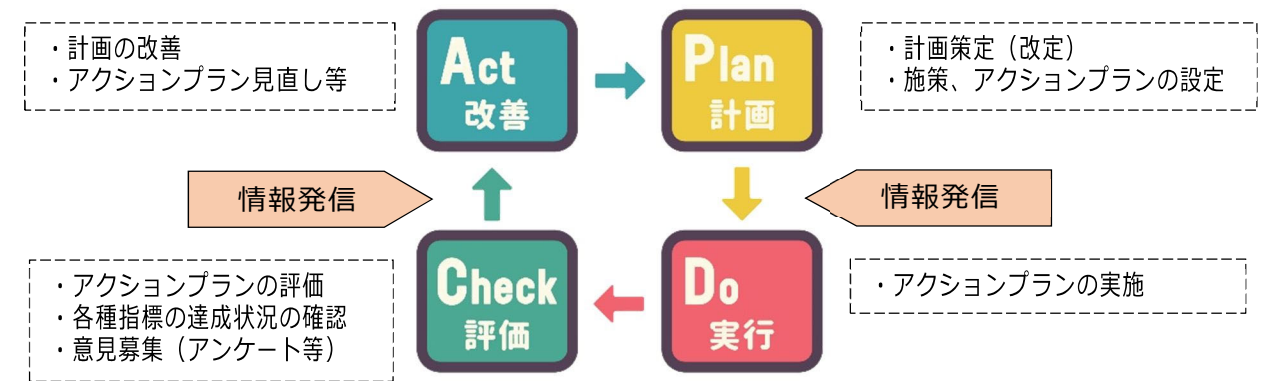 ・計画の改善
・アクションプラン見直し等
Act
改善
Plan
計画
・計画策定（改定）
・施策、アクションプランの設定
情報発信
情報発信
・アクションプランの評価
・各種指標の達成状況の確認
・意見募集（アンケート等）
Check
評価
Do
実行
・アクションプランの実施